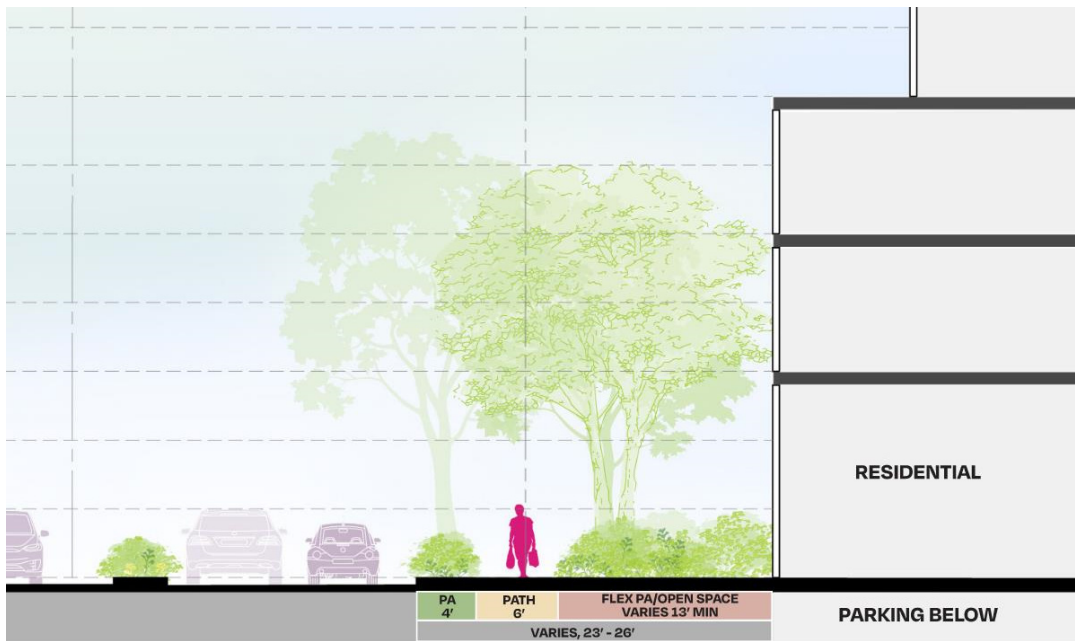 RESIDENTIAL
PA
4'
PATH
6'
FLEX PA/OPEN SPACE
VARIES 13' MIN
PARKING BELOW
VARIES, 23' - 26'